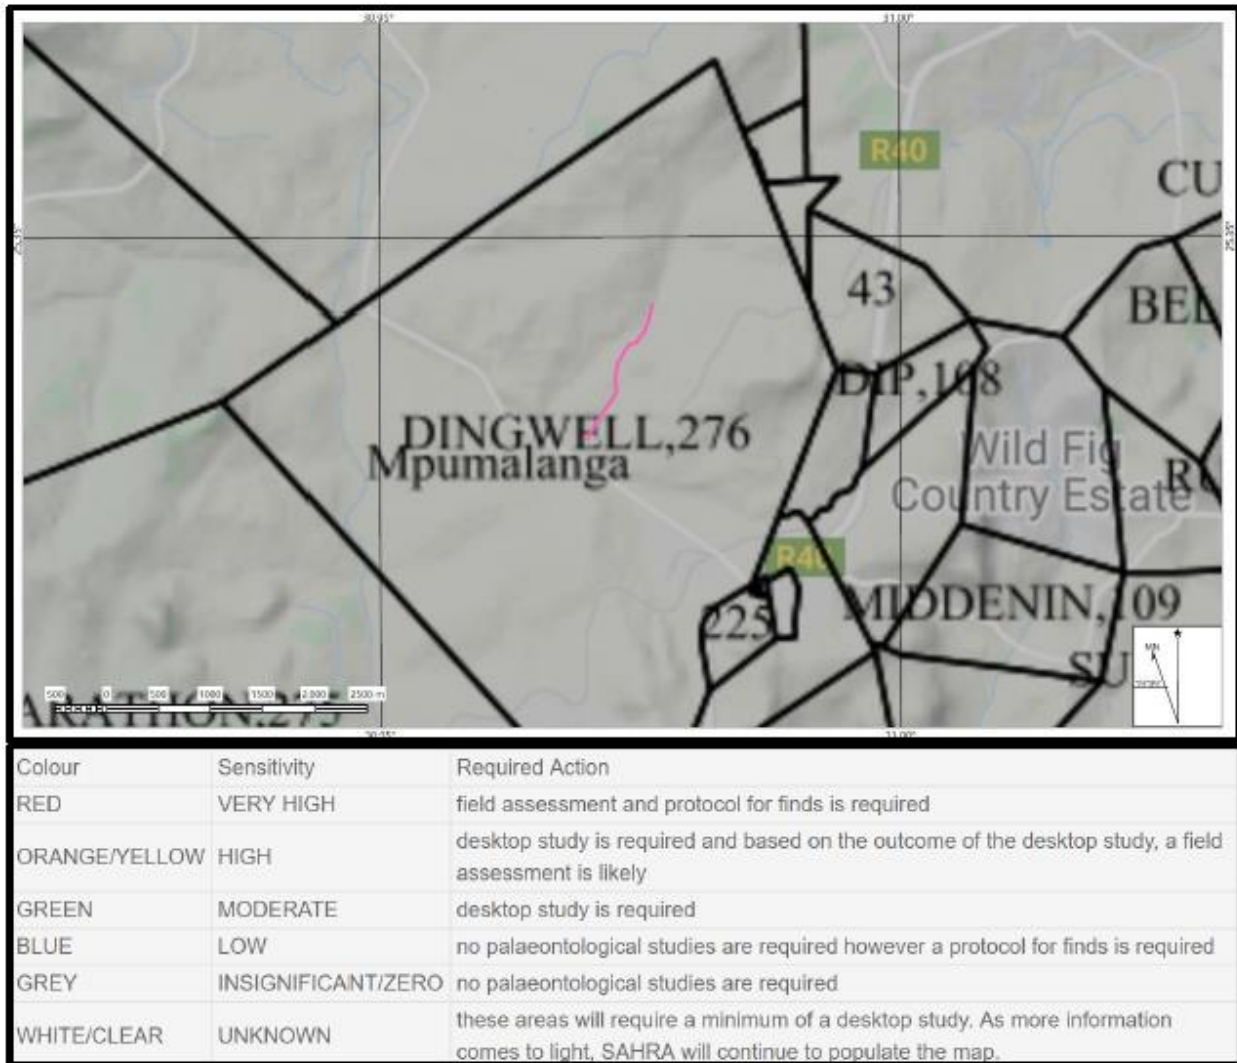 30.95°
31.00°
R40
CU
25.35°
25.35°
43
BEL
DIP,108
DINGWELL,276
Mpumalanga
Wild Fig
Country Estate
R40
225
MIDDENIN,109
MN
SU
500 0 500 1000 1500 2000 2500 m
ARATHON,275
30.95°
31.00°
Colour Sensitivity Required Action
RED VERY HIGH field assessment and protocol for finds is required
ORANGE/YELLOW HIGH desktop study is required and based on the outcome of the desktop study, a field
assessment is likely
GREEN MODERATE desktop study is required
BLUE LOW no palaeontological studies are required however a protocol for finds is required
GREY INSIGNIFICANT/ZERO no palaeontological studies are required
WHITE/CLEAR UNKNOWN these areas will require a minimum of a desktop study. As more information
comes to light, SAHRA will continue to populate the map.